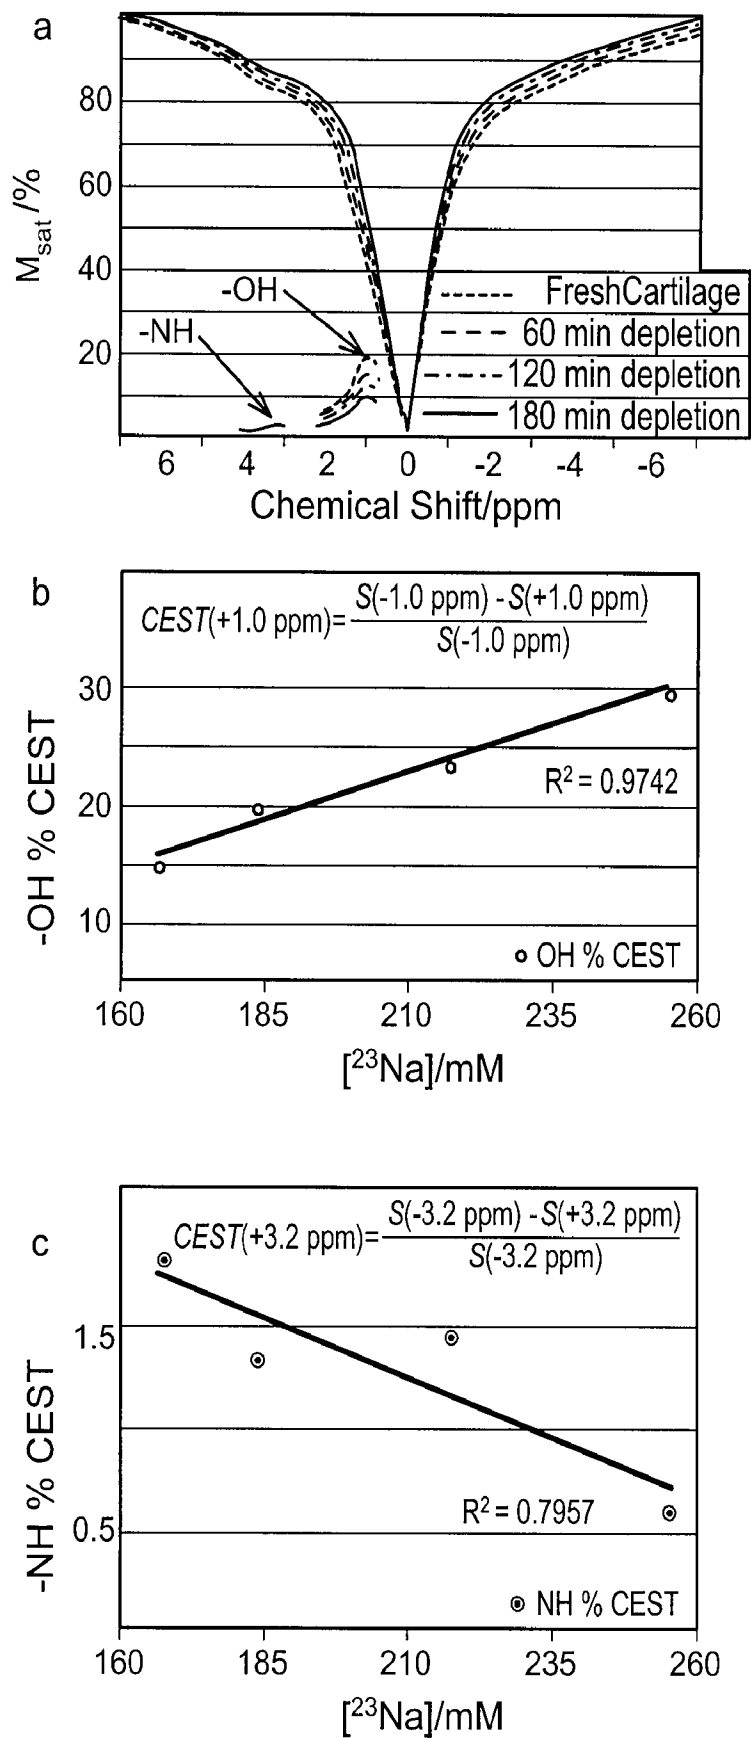 a
M_sat/%
80
60
40
20
-OH
-NH
FreshCartilage
60 min depletion
120 min depletion
180 min depletion
6 4 2 0 -2 -4 -6
Chemical Shift/ppm
b
CEST(+1.0 ppm)= S(-1.0 ppm) - S(+1.0 ppm)
S(-1.0 ppm)
-OH % CEST
30
20
10
R² = 0.9742
OH % CEST
160 185 210 235 260
[²³Na]/mM
c
CEST(+3.2 ppm)= S(-3.2 ppm) - S(+3.2 ppm)
S(-3.2 ppm)
-NH % CEST
1.5
0.5
R² = 0.7957
NH % CEST
160 185 210 235 260
[²³Na]/mM